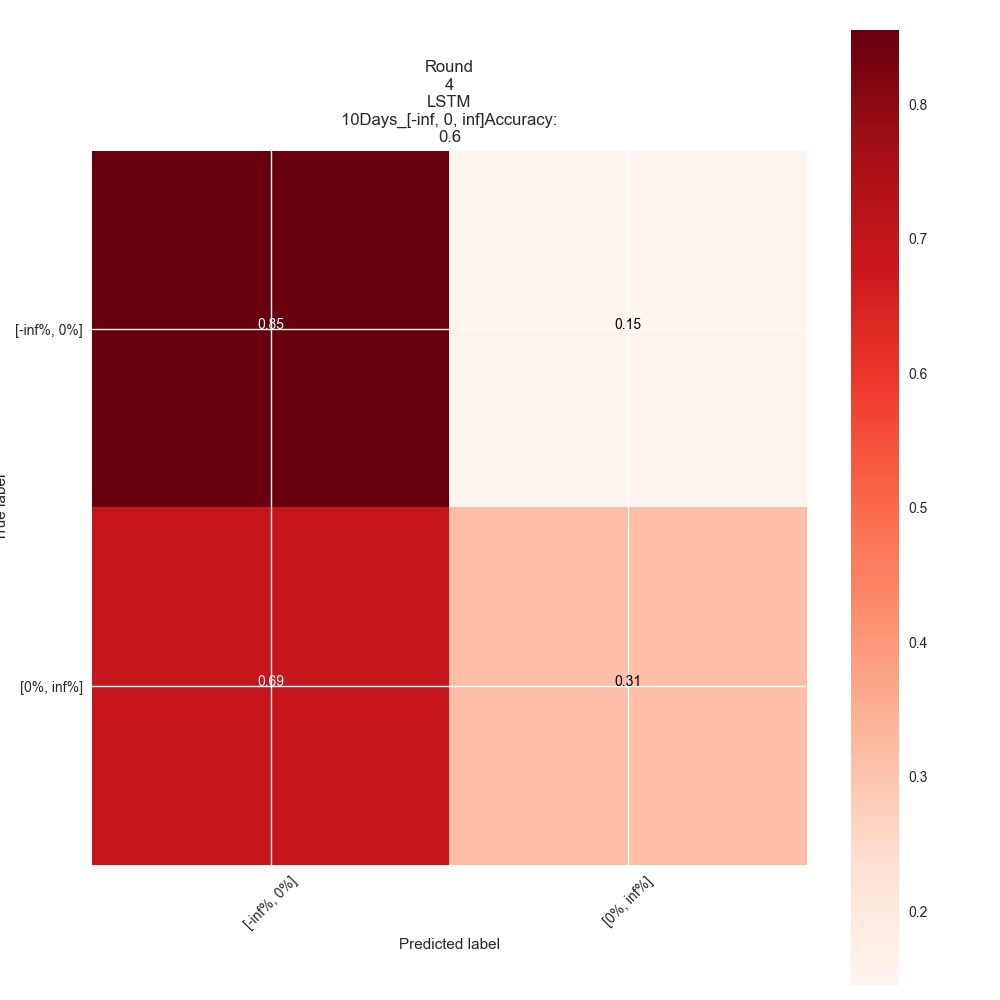 Round
4
LSTM
10Days_[-inf, 0, inf]Accuracy:
0.6
[-inf%, 0%]
0.85
0.15
[0%, inf%]
0.69
0.31
[-inf%, 0%]
[0%, inf%]
Predicted label
True label
0.8
0.7
0.6
0.5
0.4
0.3
0.2